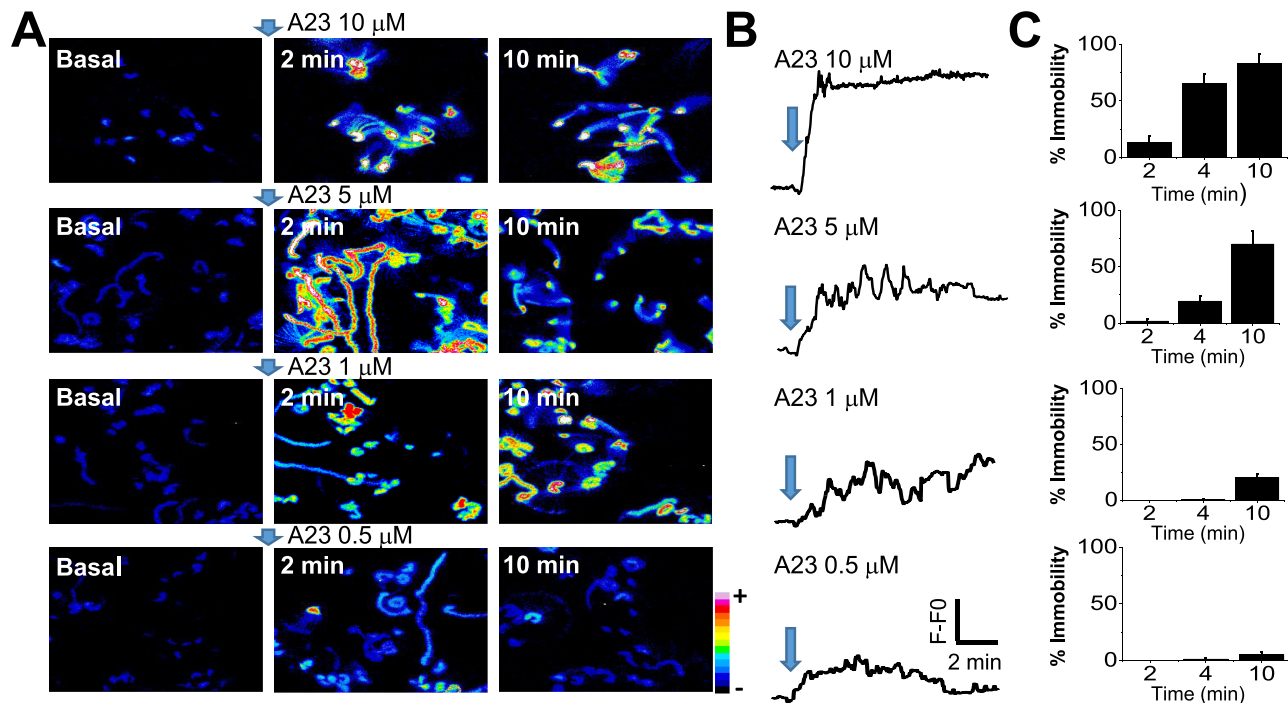 A
A23 10 µM
Basal
2 min
10 min
A23 5 µM
Basal
2 min
10 min
A23 1 µM
Basal
2 min
10 min
A23 0.5 µM
Basal
2 min
10 min
+
-
B
A23 10 µM
A23 5 µM
A23 1 µM
A23 0.5 µM
F-F0
2 min
C
% Immobility
100
50
0
2 4 10
Time (min)
% Immobility
100
50
0
2 4 10
Time (min)
% Immobility
100
50
0
2 4 10
Time (min)
% Immobility
100
50
0
2 4 10
Time (min)